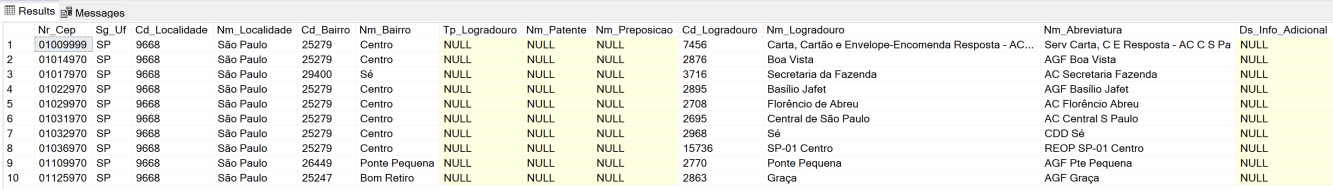 Results Messages
Nr_Cep Sg_Uf Cd_Localidade Nm_Localidade Cd_Bairro Nm_Bairro Tp_Logradouro Nm_Patente Nm_Preposicao Cd_Logradouro Nm_Logradouro Nm_Abreviatura Ds_Info_Adicional
1 01009999 SP 9668 São Paulo 25279 Centro NULL NULL NULL 7456 Carta, Cartão e Envelope-Encomenda Resposta - AC... Serv Carta, C E Resposta - AC C S Pa NULL
2 01014970 SP 9668 São Paulo 25279 Centro NULL NULL NULL 2876 Boa Vista AGF Boa Vista NULL
3 01017970 SP 9668 São Paulo 29400 Sé NULL NULL NULL 3716 Secretaria da Fazenda AC Secretaria Fazenda NULL
4 01022970 SP 9668 São Paulo 25279 Centro NULL NULL NULL 2895 Basílio Jafet AGF Basílio Jafet NULL
5 01029970 SP 9668 São Paulo 25279 Centro NULL NULL NULL 2708 Florêncio de Abreu AC Florêncio Abreu NULL
6 01031970 SP 9668 São Paulo 25279 Centro NULL NULL NULL 2695 Central de São Paulo AC Central S Paulo NULL
7 01032970 SP 9668 São Paulo 25279 Centro NULL NULL NULL 2968 Sé CDD Sé NULL
8 01036970 SP 9668 São Paulo 25279 Centro NULL NULL NULL 15736 SP-01 Centro REOP SP-01 Centro NULL
9 01109970 SP 9668 São Paulo 26449 Ponte Pequena NULL NULL NULL 2770 Ponte Pequena AGF Pte Pequena NULL
10 01125970 SP 9668 São Paulo 25247 Bom Retiro NULL NULL NULL 2863 Graça AGF Graça NULL